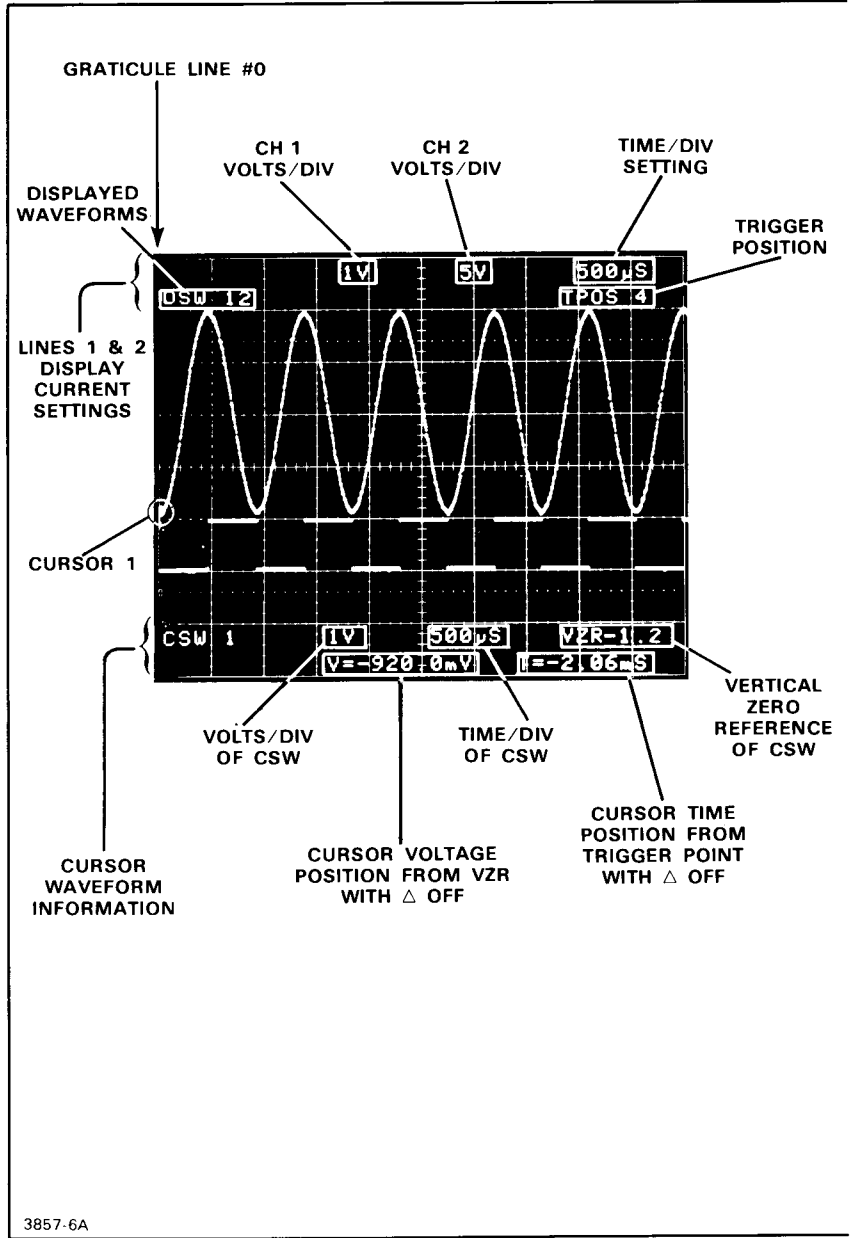 GRATICULE LINE #0
CH 1
VOLTS/DIV
CH 2
VOLTS/DIV
TIME/DIV
SETTING
DISPLAYED
WAVEFORMS
TRIGGER
POSITION
1V
5V
500µS
DSW 12
TPOS 4
LINES 1 & 2
DISPLAY
CURRENT
SETTINGS
CURSOR 1
CSW 1
1V
500µS
VZR-1.2
V=-920.0mV
T=-2.06mS
VOLTS/DIV
OF CSW
TIME/DIV
OF CSW
VERTICAL
ZERO
REFERENCE
OF CSW
CURSOR
WAVEFORM
INFORMATION
CURSOR VOLTAGE
POSITION FROM VZR
WITH △ OFF
CURSOR TIME
POSITION FROM
TRIGGER POINT
WITH △ OFF
3857-6A